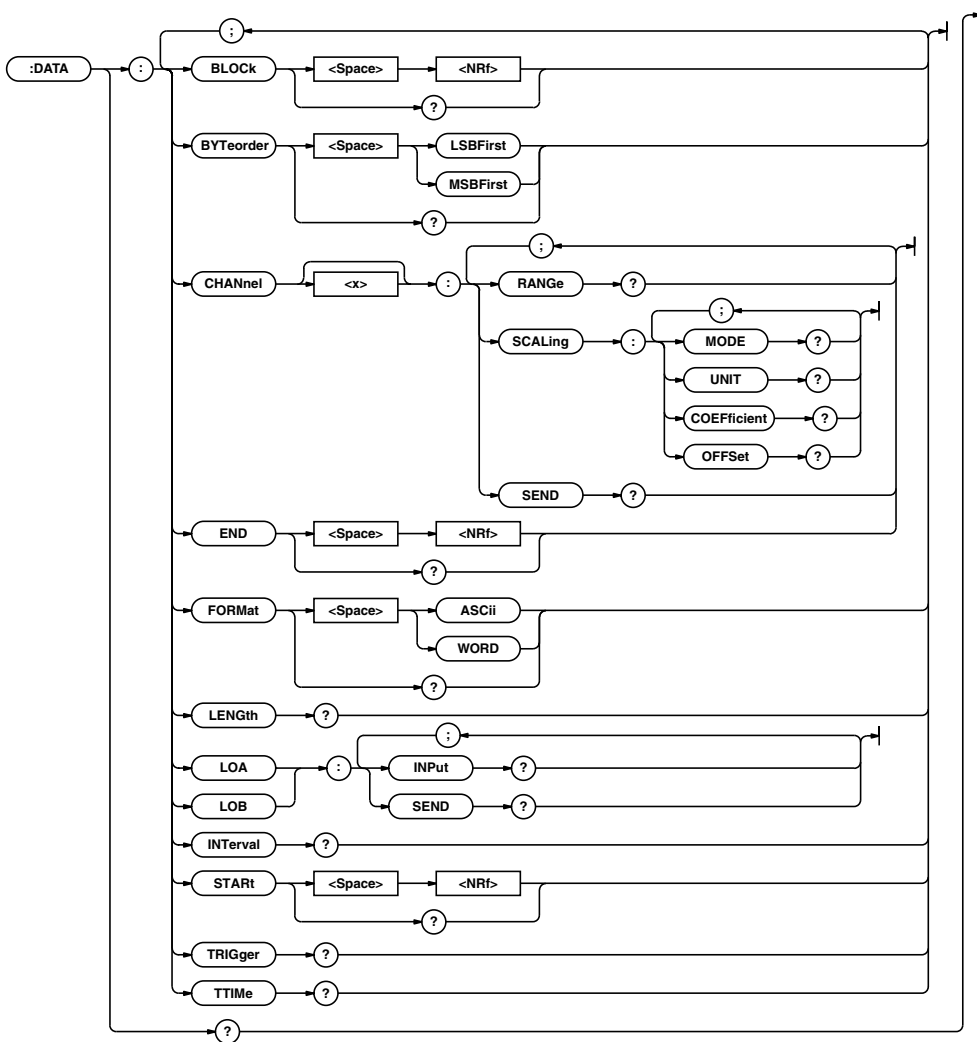 ;
:DATA : BLOCk <Space> <NRf>
?
BYTeorder <Space> LSBFirst
MSBFirst
?
;
CHANnel <x> : RANGe ?
;
SCALing : MODE ?
UNIT ?
COEFficient ?
OFFSet ?
SEND ?
END <Space> <NRf>
?
FORMat <Space> ASCii
WORD
?
LENGth ?
;
LOA : INPut ?
LOB SEND ?
INTerval ?
STARt <Space> <NRf>
?
TRIGger ?
TTIMe ?
?